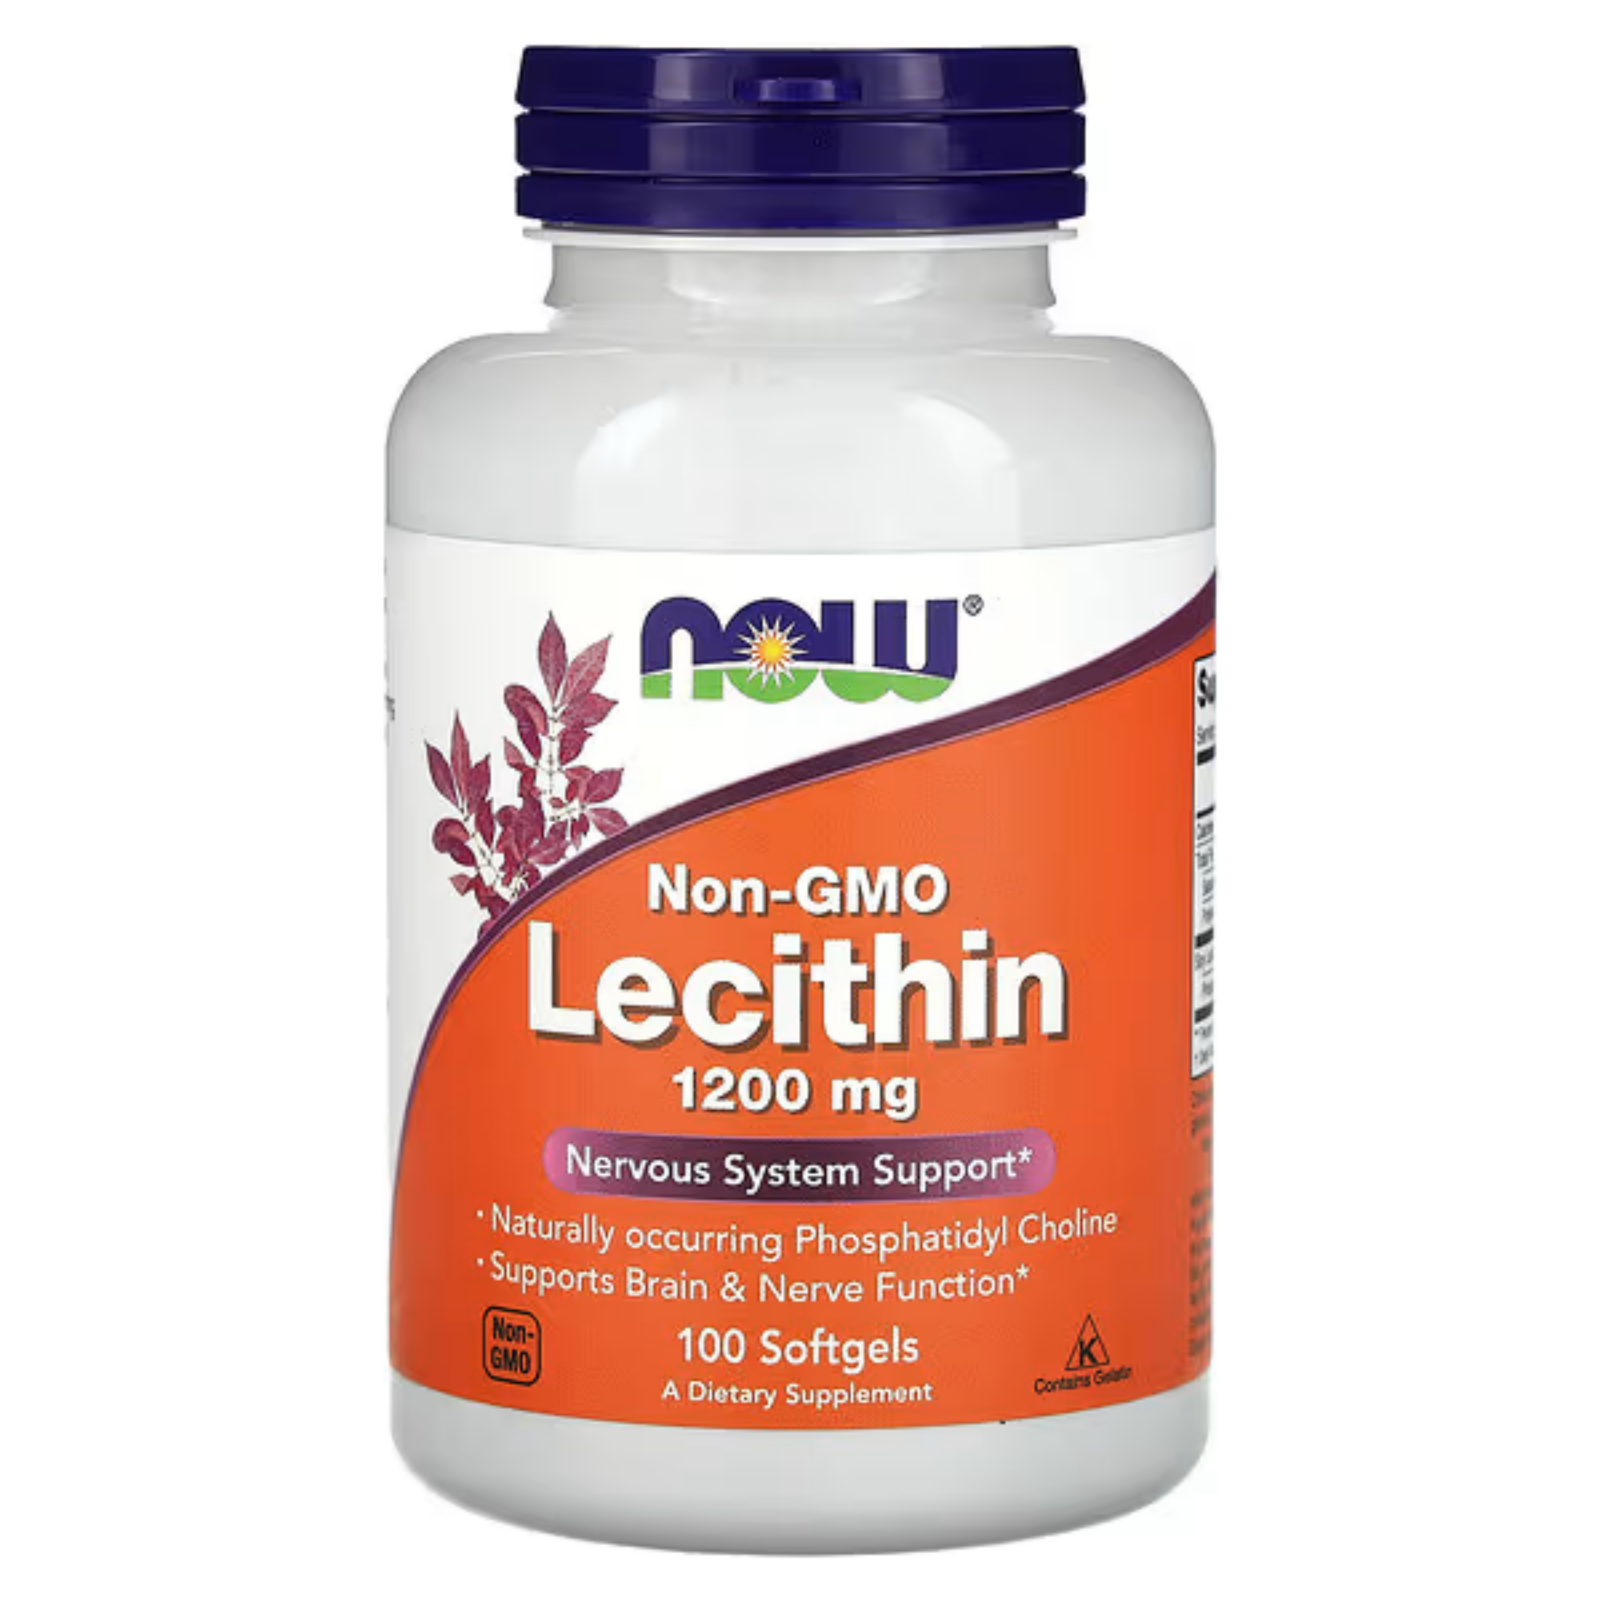 now®
Non-GMO
Lecithin
1200 mg
Nervous System Support*
· Naturally occurring Phosphatidyl Choline
· Supports Brain & Nerve Function*
Non-
GMO
100 Softgels
A Dietary Supplement
K
Contains Gelatin